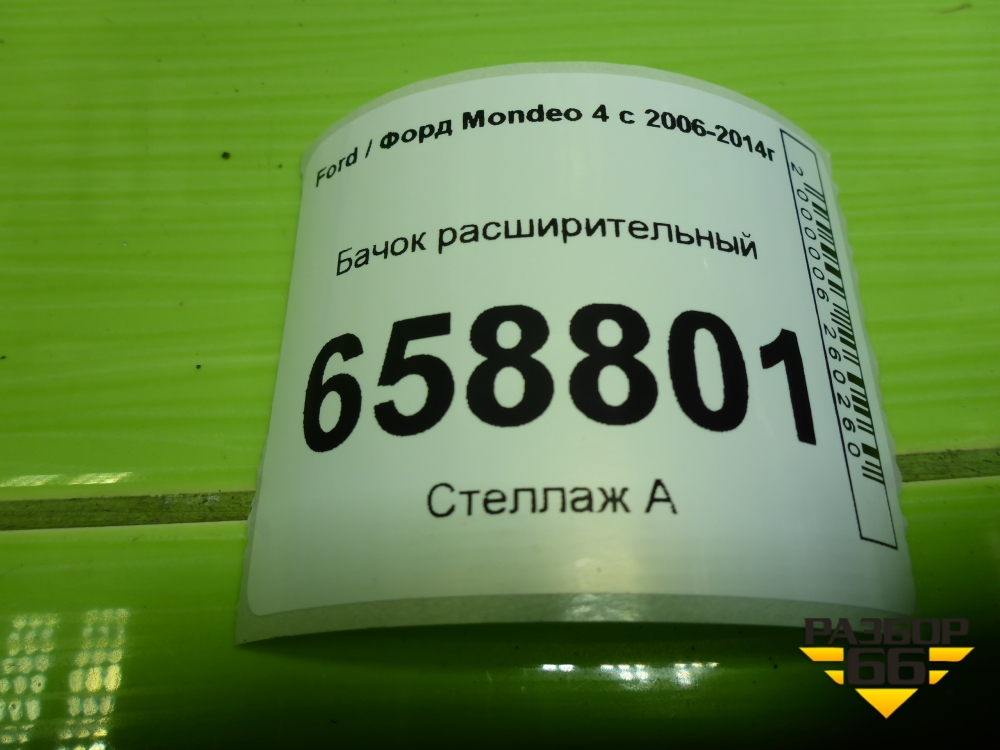 Ford / Форд Mondeo 4 с 2006-2014г
Бачок расширительный
658801
Стеллаж А
2000006260260
РАЗБОР
66